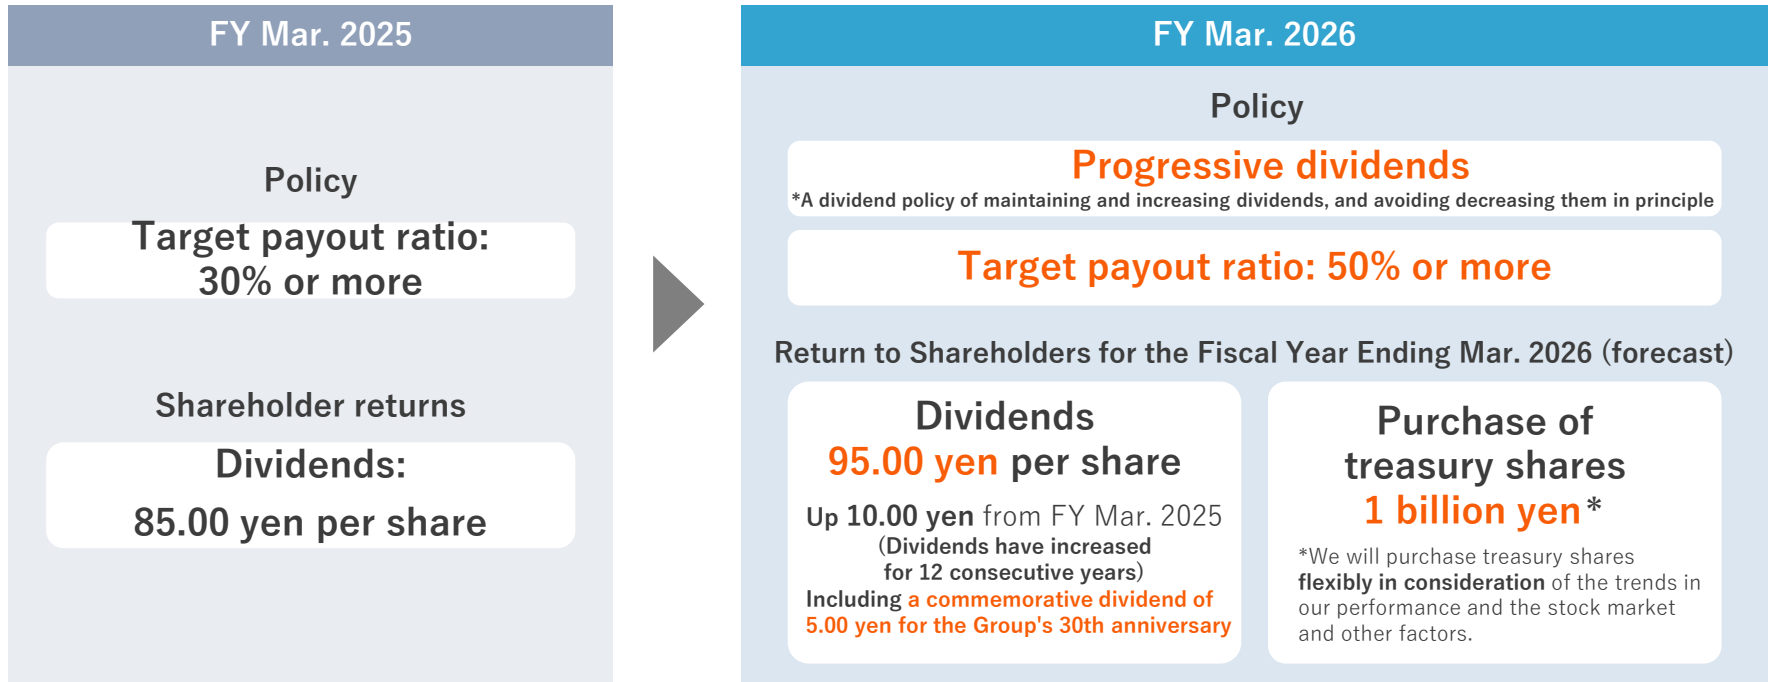 FY Mar. 2025
Policy
Target payout ratio:
30% or more
Shareholder returns
Dividends:
85.00 yen per share
FY Mar. 2026
Policy
Progressive dividends
*A dividend policy of maintaining and increasing dividends, and avoiding decreasing them in principle
Target payout ratio: 50% or more
Return to Shareholders for the Fiscal Year Ending Mar. 2026 (forecast)
Dividends
95.00 yen per share
Up 10.00 yen from FY Mar. 2025
(Dividends have increased
for 12 consecutive years)
Including a commemorative dividend of
5.00 yen for the Group's 30th anniversary
Purchase of
treasury shares
1 billion yen*
*We will purchase treasury shares
flexibly in consideration of the trends in
our performance and the stock market
and other factors.